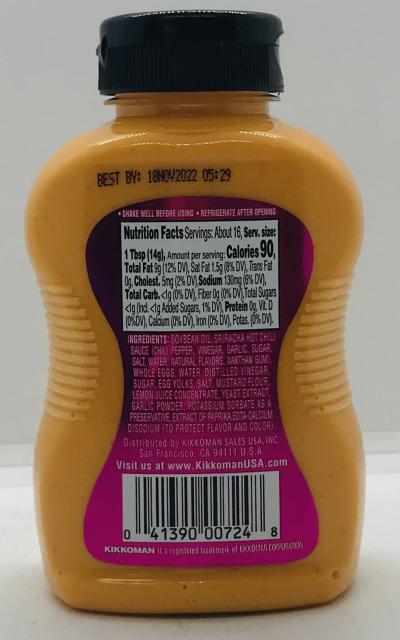 BEST BY: 18NOV2022 05:29
• SHAKE WELL BEFORE USING • REFRIGERATE AFTER OPENING
Nutrition Facts Servings: About 16, Serv. size:
1 Tbsp (14g), Amount per serving: Calories 90,
Total Fat 9g (12% DV), Sat Fat 1.5g (8% DV), Trans Fat
0g, Cholest. 5mg (2% DV), Sodium 130mg (6% DV),
Total Carb. <1g (0% DV), Fiber 0g (0% DV), Total Sugars
<1g (Incl. <1g Added Sugars, 1% DV), Protein 0g, Vit. D
(0%DV), Calcium (0% DV), Iron (0% DV), Potas. (0% DV).
INGREDIENTS: SOYBEAN OIL, SRIRACHA HOT CHILI
SAUCE (CHILI PEPPER, VINEGAR, GARLIC, SUGAR,
SALT, WATER, NATURAL FLAVORS, XANTHAN GUM),
WHOLE EGGS, WATER, DISTILLED VINEGAR,
SUGAR, EGG YOLKS, SALT, MUSTARD FLOUR,
LEMON JUICE CONCENTRATE, YEAST EXTRACT,
GARLIC POWDER, POTASSIUM SORBATE AS A
PRESERVATIVE, EXTRACT OF PAPRIKA, EDTA-CALCIUM
DISODIUM (TO PROTECT FLAVOR AND COLOR)
Distributed by KIKKOMAN SALES USA, INC.
San Francisco, CA 94111 U.S.A.
Visit us at www.KikkomanUSA.com
0 41390 00724 8
KIKKOMAN is a registered trademark of KIKKOMAN CORPORATION